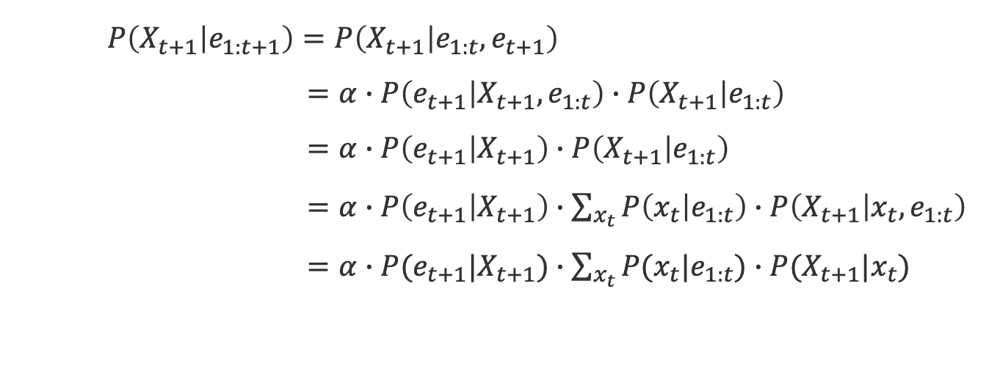 P(X_{t+1}|e_{1:t+1}) = P(X_{t+1}|e_{1:t}, e_{t+1})
= α · P(e_{t+1}|X_{t+1}, e_{1:t}) · P(X_{t+1}|e_{1:t})
= α · P(e_{t+1}|X_{t+1}) · P(X_{t+1}|e_{1:t})
= α · P(e_{t+1}|X_{t+1}) · ∑_{x_t} P(x_t|e_{1:t}) · P(X_{t+1}|x_t, e_{1:t})
= α · P(e_{t+1}|X_{t+1}) · ∑_{x_t} P(x_t|e_{1:t}) · P(X_{t+1}|x_t)